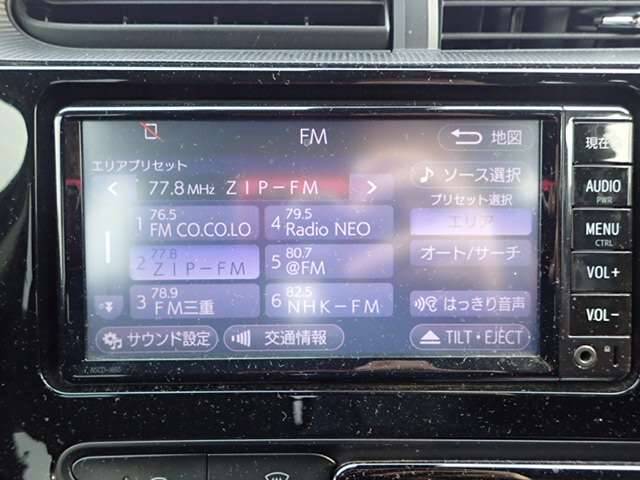 FM
地図
現在
エリアプリセット
ソース選択
77.8 MHz ZIP-FM
プリセット選択
AUDIO
PWR
1 76.5 FM CO.CO.LO
4 79.5 Radio NEO
エリア
MENU
CTRL
2 77.8 ZIP-FM
5 80.7 @FM
オート/サーチ
VOL+
3 78.9 FM三重
6 82.5 NHK-FM
はっきり音声
VOL-
サウンド設定
交通情報
TILT・EJECT